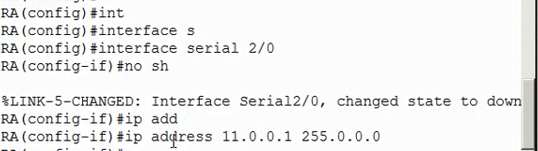 RA(config)#int
RA(config)#interface s
RA(config)#interface serial 2/0
RA(config-if)#no sh
%LINK-5-CHANGED: Interface Serial2/0, changed state to down
RA(config-if)#ip add
RA(config-if)#ip address 11.0.0.1 255.0.0.0